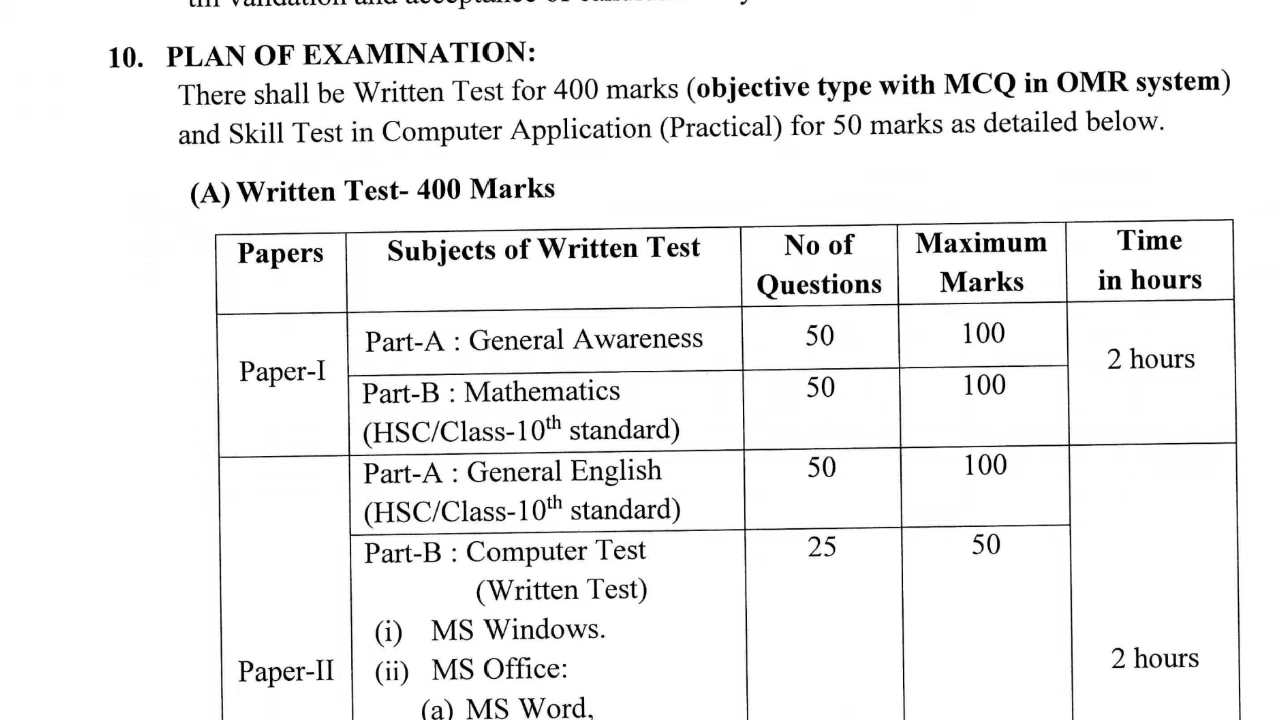 10. PLAN OF EXAMINATION:
There shall be Written Test for 400 marks (objective type with MCQ in OMR system)
and Skill Test in Computer Application (Practical) for 50 marks as detailed below.
(A) Written Test- 400 Marks
Papers Subjects of Written Test No of Questions Maximum Marks Time in hours
Paper-I
Part-A : General Awareness 50 100
2 hours
Part-B : Mathematics 50 100
(HSC/Class-10th standard)
Part-A : General English 50 100
(HSC/Class-10th standard)
Part-B : Computer Test 25 50
(Written Test)
(i) MS Windows.
Paper-II (ii) MS Office: 2 hours
(a) MS Word,